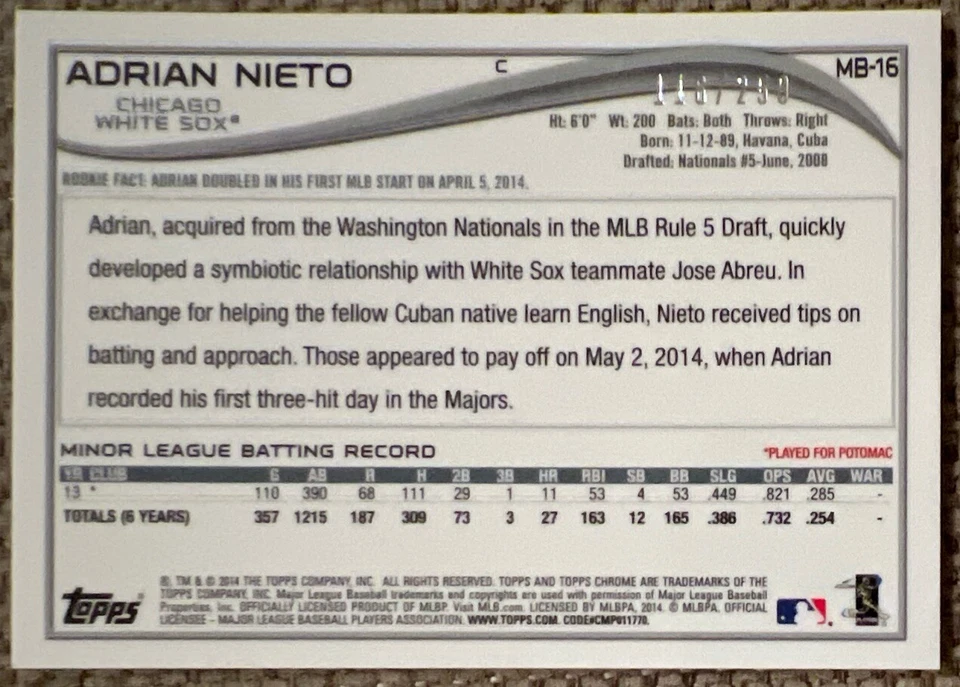 ADRIAN NIETO
C
MB-16
CHICAGO
WHITE SOX®
Ht: 6'0" Wt: 200 Bats: Both Throws: Right
Born: 11-12-89, Havana, Cuba
Drafted: Nationals #5-June, 2008
ROOKIE FACT: ADRIAN DOUBLED IN HIS FIRST MLB START ON APRIL 5, 2014.
Adrian, acquired from the Washington Nationals in the MLB Rule 5 Draft, quickly
developed a symbiotic relationship with White Sox teammate Jose Abreu. In
exchange for helping the fellow Cuban native learn English, Nieto received tips on
batting and approach. Those appeared to pay off on May 2, 2014, when Adrian
recorded his first three-hit day in the Majors.
MINOR LEAGUE BATTING RECORD *PLAYED FOR POTOMAC
YR CLUB G AB R H 2B 3B HR RBI SB BB SLG OPS AVG WAR
13 * 110 390 68 111 29 1 11 53 4 53 .449 .821 .285 -
TOTALS (6 YEARS) 357 1215 187 309 73 3 27 163 12 165 .386 .732 .254 -
topps
®, TM & © 2014 THE TOPPS COMPANY, INC. ALL RIGHTS RESERVED. TOPPS AND TOPPS CHROME ARE TRADEMARKS OF THE
TOPPS COMPANY, INC. Major League Baseball trademarks and copyrights are used with permission of Major League Baseball
Properties, Inc. OFFICIALLY LICENSED PRODUCT OF MLBP. Visit MLB.com. LICENSED BY MLBPA, 2014. © MLBPA, OFFICIAL
LICENSEE - MAJOR LEAGUE BASEBALL PLAYERS ASSOCIATION. WWW.TOPPS.COM. CODE#CMP011770.